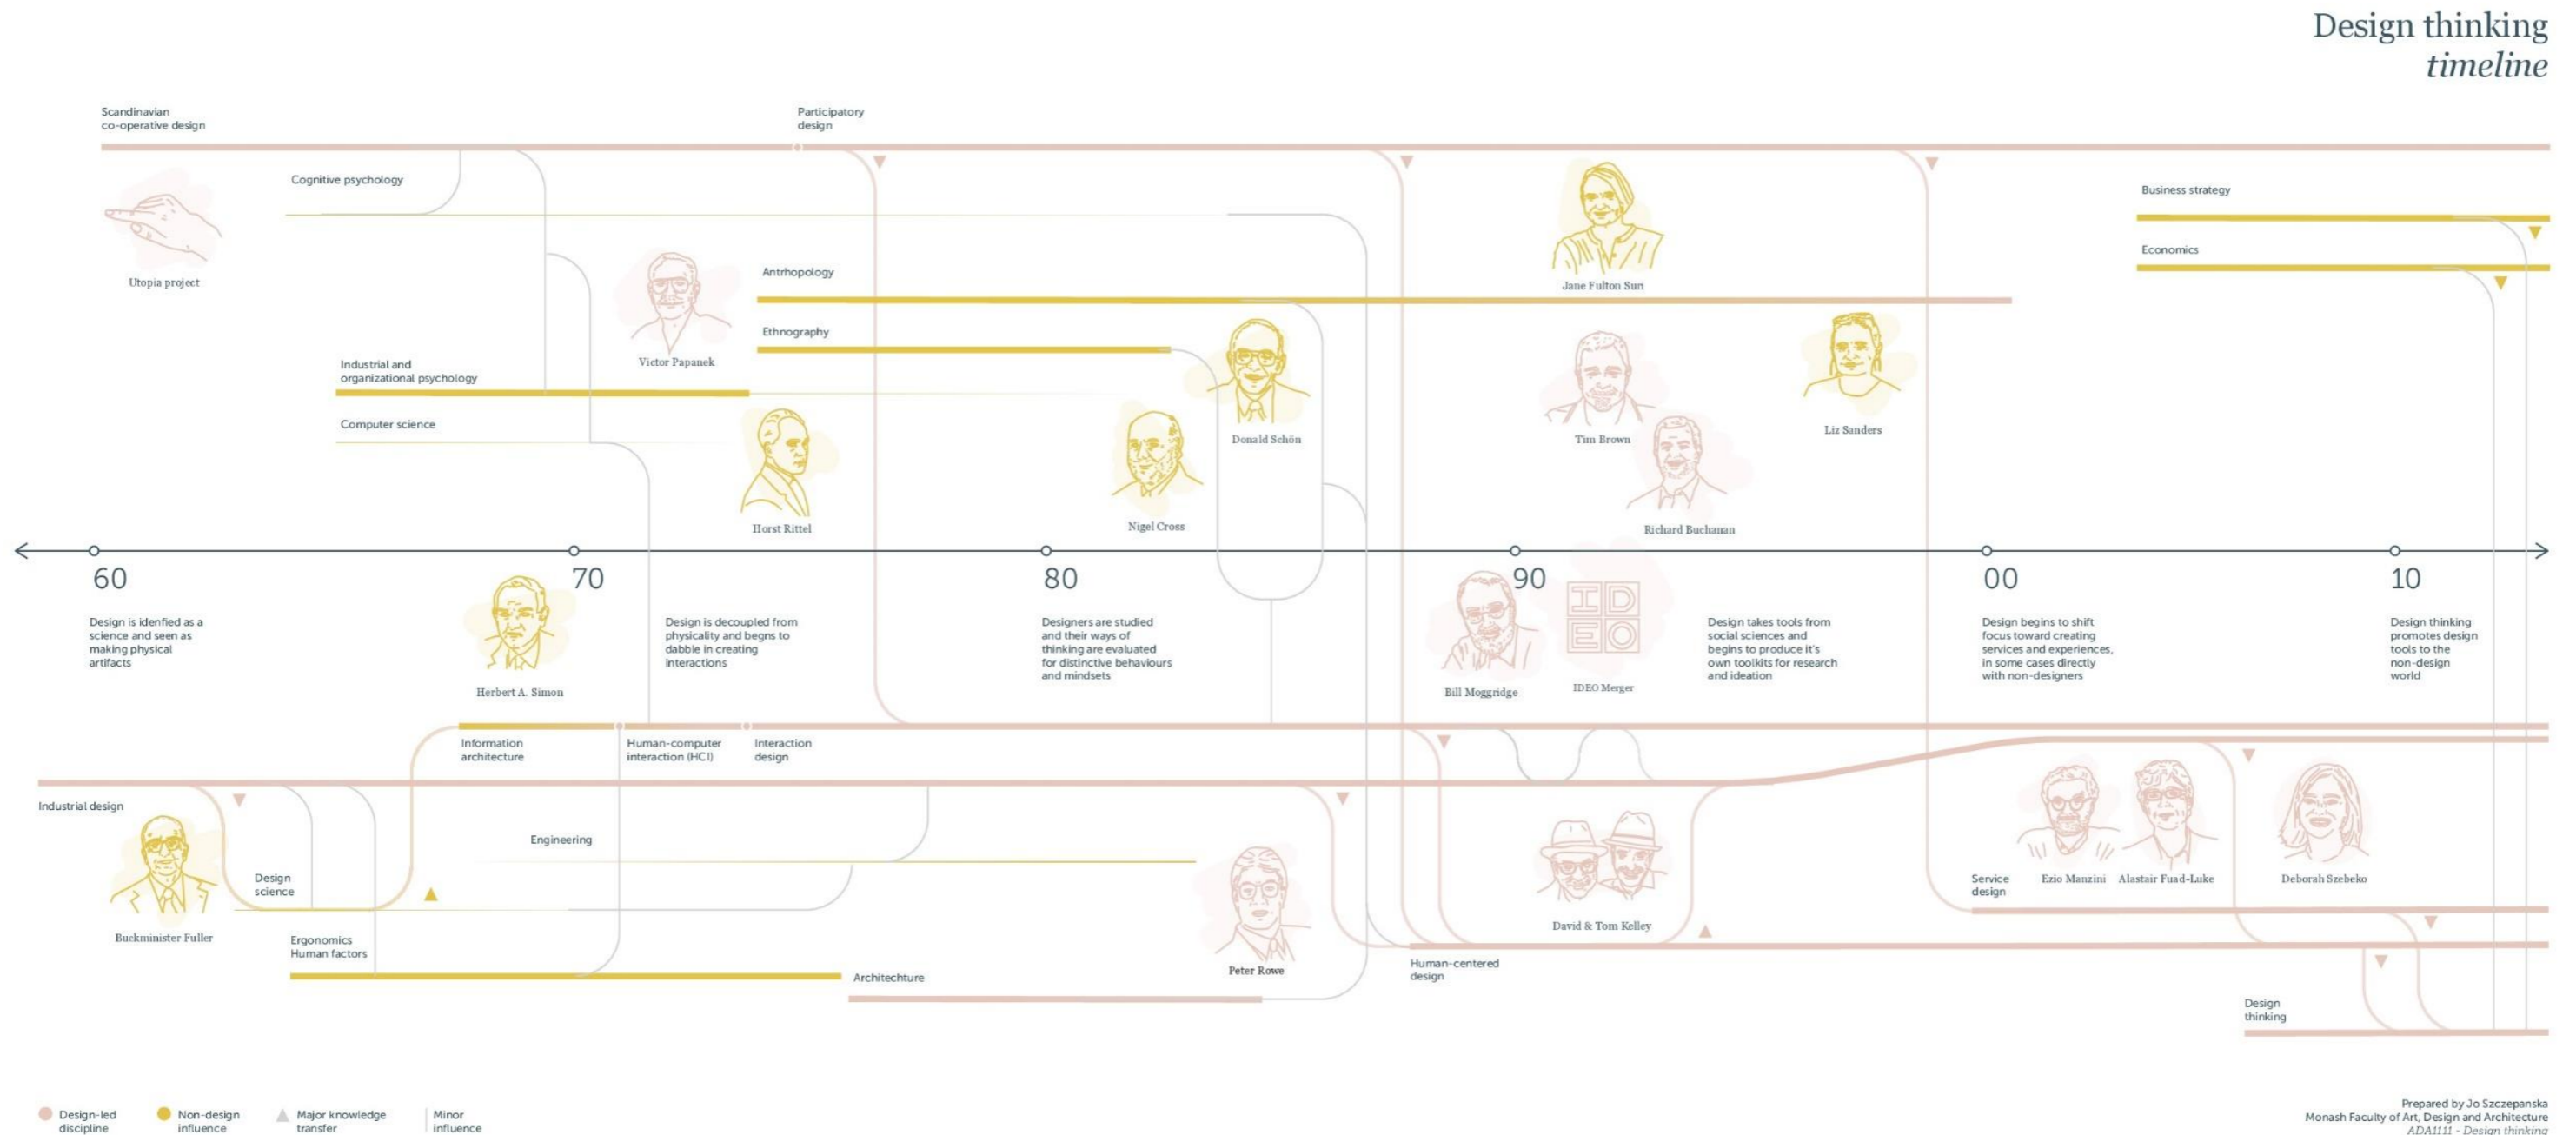 Design thinking
timeline
Scandinavian
co-operative design
Participatory
design
Cognitive psychology
Business strategy
Economics
Utopia project
Antrhopology
Jane Fulton Suri
Ethnography
Victor Papanek
Industrial and
organizational psychology
Computer science
Donald Schön
Tim Brown
Liz Sanders
Horst Rittel
Nigel Cross
Richard Buchanan
60
70
80
90
00
10
Design is idenfied as a
science and seen as
making physical
artifacts
Herbert A. Simon
Design is decoupled from
physicality and begns to
dabble in creating
interactions
Designers are studied
and their ways of
thinking are evaluated
for distinctive behaviours
and mindsets
Bill Moggridge
IDEO
IDEO Merger
Design takes tools from
social sciences and
begins to produce it's
own toolkits for research
and ideation
Design begins to shift
focus toward creating
services and experiences,
in some cases directly
with non-designers
Design thinking
promotes design
tools to the
non-design
world
Information
architecture
Human-computer
interaction (HCI)
Interaction
design
Industrial design
Engineering
Design
science
Buckminister Fuller
Ergonomics
Human factors
Architechture
Peter Rowe
David & Tom Kelley
Human-centered
design
Service
design
Ezio Manzini
Alastair Fuad-Luke
Deborah Szebeko
Design
thinking
Design-led
discipline
Non-design
influence
Major knowledge
transfer
Minor
influence
Prepared by Jo Szczepanska
Monash Faculty of Art, Design and Architecture
ADA1111 - Design thinking